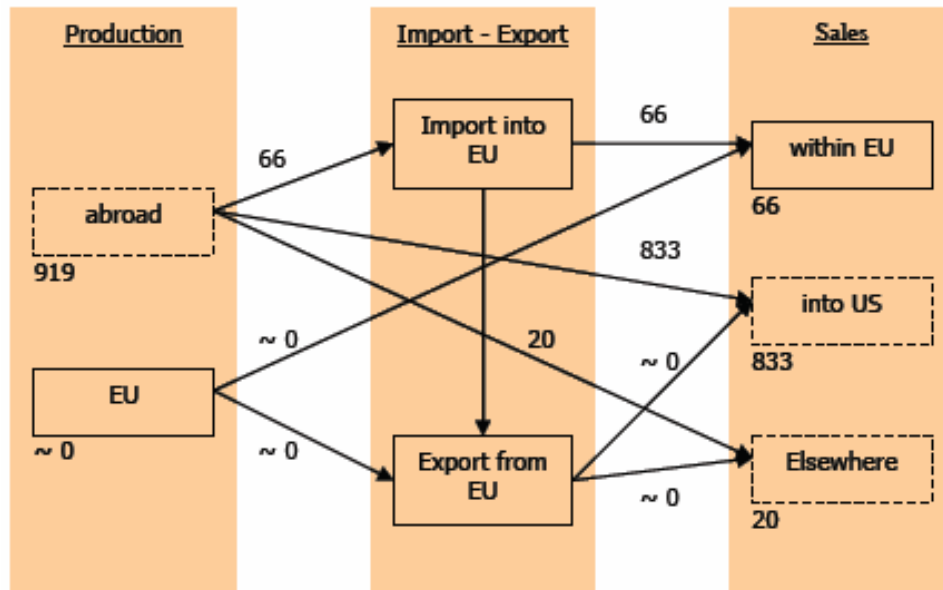 Production
Import - Export
Sales
Import into
EU
66
within EU
66
66
abroad
919
833
into US
833
~ 0
20
~ 0
EU
~ 0
~ 0
Export from
EU
~ 0
Elsewhere
20